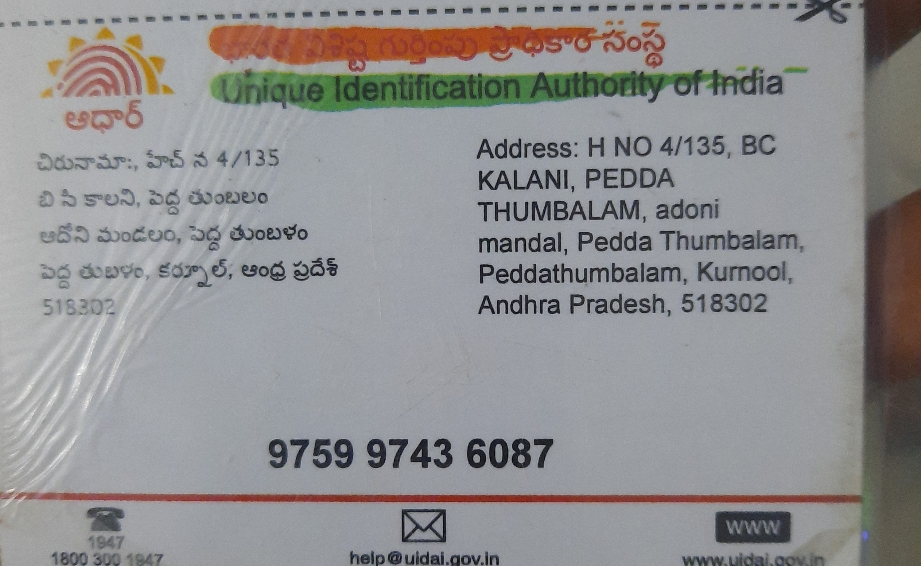 భారత విశిష్ట గుర్తింపు ప్రాధికార సంస్థ
Unique Identification Authority of India
ఆధార్
చిరునామా:, హేచ్ న 4/135
బి సి కాలని, పెద్ద తుంబలం
ఆదోని మండలం, పెద్ద తుంబళం
పెద్ద తుబళం, కర్నూల్, ఆంధ్ర ప్రదేశ్
518302
Address: H NO 4/135, BC
KALANI, PEDDA
THUMBALAM, adoni
mandal, Pedda Thumbalam,
Peddathumbalam, Kurnool,
Andhra Pradesh, 518302
9759 9743 6087
1947
1800 300 1947
help@uidai.gov.in
WWW
www.uidai.gov.in